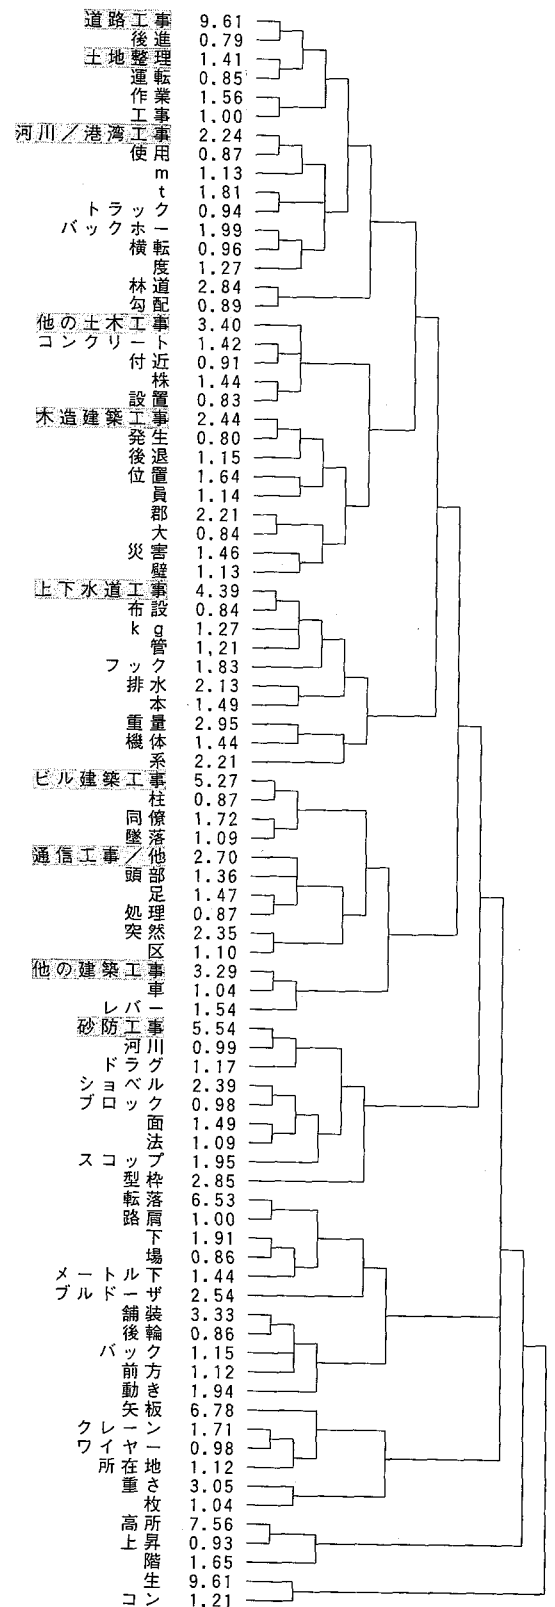 道路工事 9.61
後進 0.79
土地整理 1.41
運転 0.85
作業 1.56
工事 1.00
河川／港湾工事 2.24
使用 0.87
m 1.13
t 1.81
トラック 0.94
バックホー 1.99
横転 0.96
度 1.27
林道 2.84
勾配 0.89
他の土木工事 3.40
コンクリート 1.42
付近 0.91
株 1.44
設置 0.83
木造建築工事 2.44
発生 0.80
後退 1.15
位置 1.64
員 1.14
郡 2.21
大 0.84
災害 1.46
壁 1.13
上下水道工事 4.39
布設 0.84
kg 1.27
管 1,21
フック 1.83
排水 2.13
本 1.49
重量 2.95
機体 1.44
系 2.21
ビル建築工事 5.27
柱 0.87
同僚 1.72
墜落 1.09
通信工事／他 2.70
頭部 1.36
足 1.47
処理 0.87
突然 2.35
区 1.10
他の建築工事 3.29
車 1.04
レバー 1.54
砂防工事 5.54
河川 0.99
ドラグ 1.17
ショベル 2.39
ブロック 0.98
面 1.49
法 1.09
スコップ 1.95
型枠 2.85
転落 6.53
路肩 1.00
下 1.91
場 0.86
メートル下 1.44
ブルドーザ 2.54
舗装 3.33
後輪 0.86
バック 1.15
前方 1.12
動き 1.94
矢板 6.78
クレーン 1.71
ワイヤー 0.98
所在地 1.12
重さ 3.05
枚 1.04
高所 7.56
上昇 0.93
階 1.65
生 9.61
コン 1.21